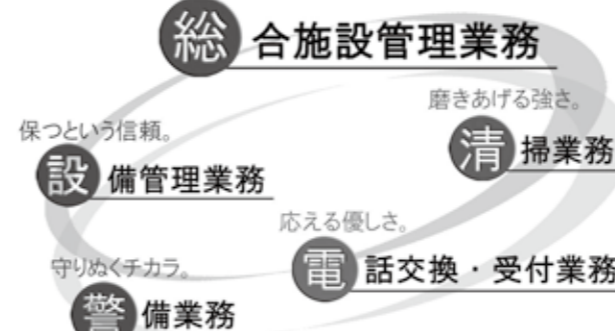 総合施設管理業務
磨きあげる強さ。
清掃業務
保つという信頼。
設備管理業務
応える優しさ。
電話交換・受付業務
守りぬくチカラ。
警備業務